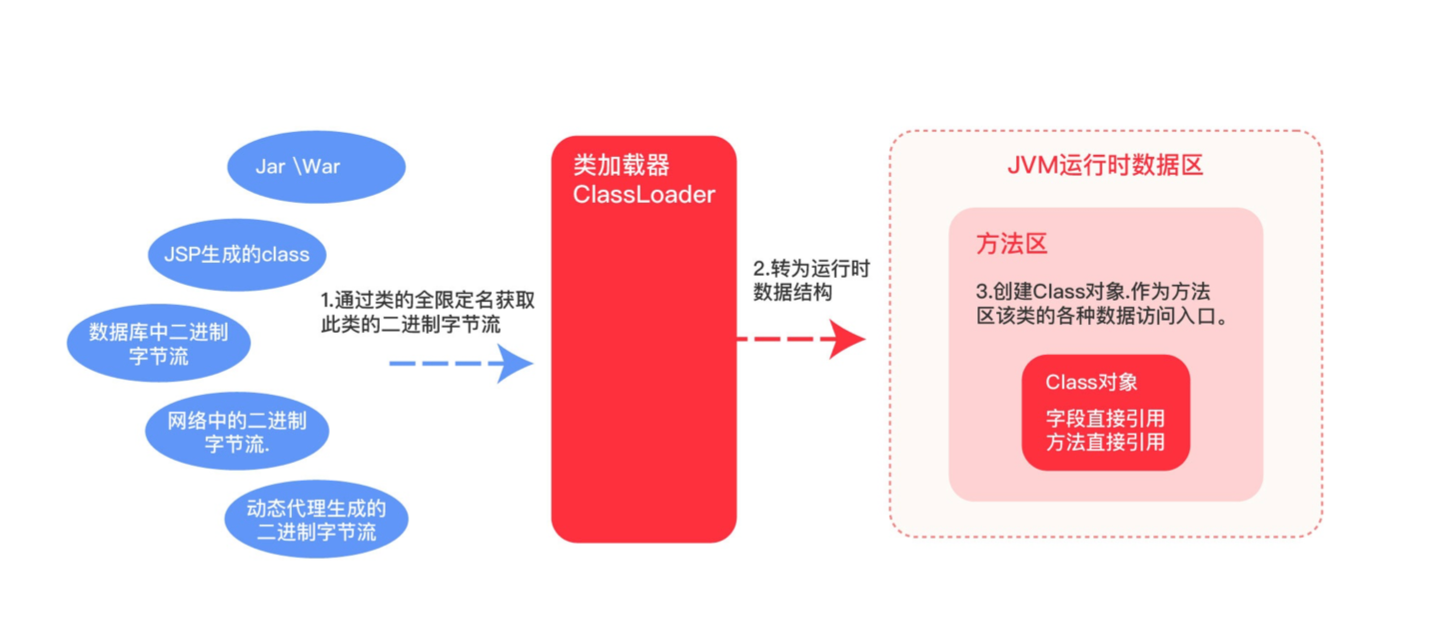 Jar \War
JSP生成的class
数据库中二进制
字节流
网络中的二进制
字节流.
动态代理生成的
二进制字节流
1.通过类的全限定名获取
此类的二进制字节流
类加载器
ClassLoader
2.转为运行时
数据结构
JVM运行时数据区
方法区
3.创建Class对象.作为方法
区该类的各种数据访问入口。
Class对象
字段直接引用
方法直接引用